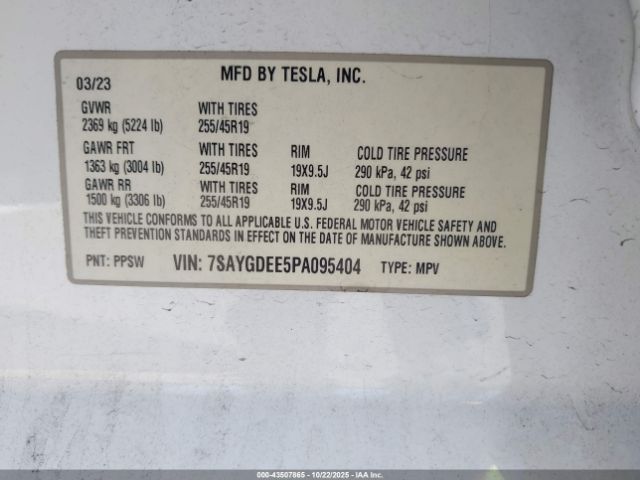 MFD BY TESLA, INC.
03/23
GVWR WITH TIRES
2369 kg (5224 lb) 255/45R19
GAWR FRT WITH TIRES RIM COLD TIRE PRESSURE
1363 kg (3004 lb) 255/45R19 19X9.5J 290 kPa, 42 psi
GAWR RR WITH TIRES RIM COLD TIRE PRESSURE
1500 kg (3306 lb) 255/45R19 19X9.5J 290 kPa, 42 psi
THIS VEHICLE CONFORMS TO ALL APPLICABLE U.S. FEDERAL MOTOR VEHICLE SAFETY AND
THEFT PREVENTION STANDARDS IN EFFECT ON THE DATE OF MANUFACTURE SHOWN ABOVE.
PNT: PPSW VIN: 7SAYGDEE5PA095404 TYPE: MPV
000-43507865 | 10/22/2025 - IAA Inc.